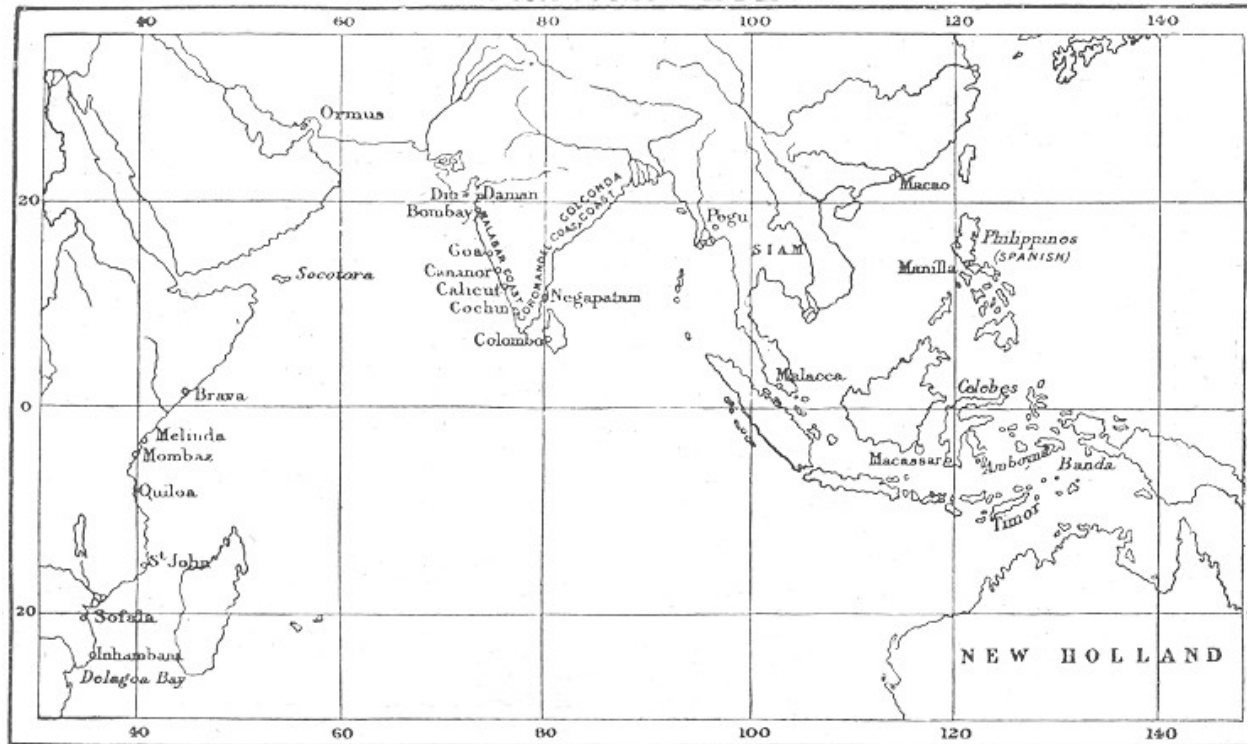 40 60 80 100 120 140
Ormus
20
Diu
Daman
Bombay
MALABAR COAST
GOLCONDA
COAST
COROMANDEL COAST
Goa
Cananor
Calicut
Cochin
Negapatam
Colombo
Socotora
Macao
Pegu
SIAM
Philippines
(SPANISH)
Manilla
Malacca
Celebes
0
Brava
Melinda
Mombaz
Quiloa
Macassar
Amboyna
Banda
Timor
St John
20
Sofala
Inhambana
Delagoa Bay
NEW HOLLAND
40 60 80 100 120 140